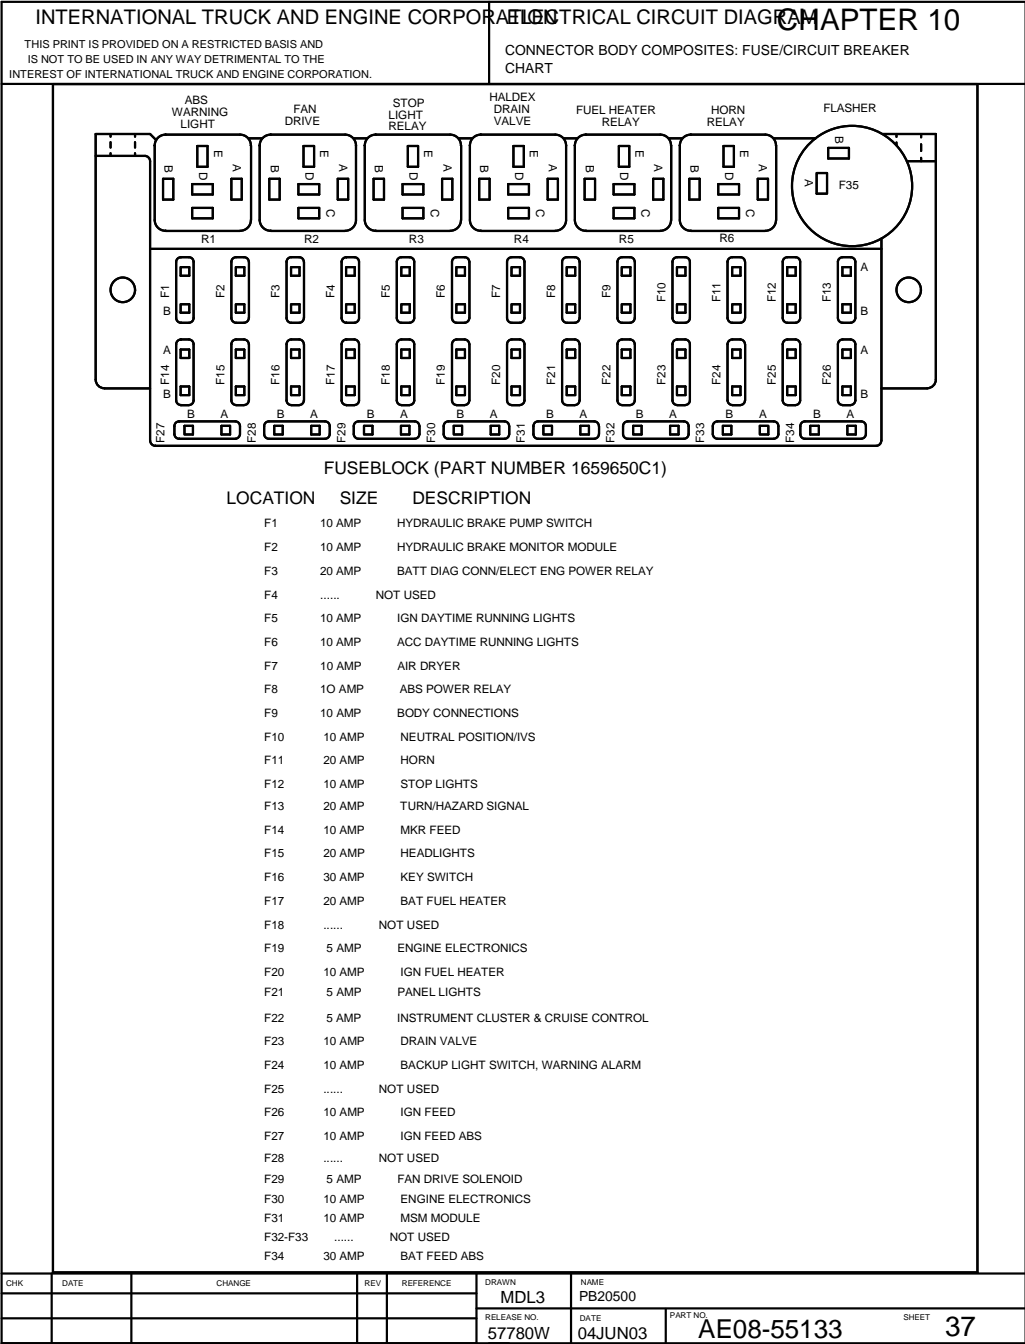 INTERNATIONAL TRUCK AND ENGINE CORPORATION
ELECTRICAL CIRCUIT DIAGRAM
CHAPTER 10
THIS PRINT IS PROVIDED ON A RESTRICTED BASIS AND
IS NOT TO BE USED IN ANY WAY DETRIMENTAL TO THE
INTEREST OF INTERNATIONAL TRUCK AND ENGINE CORPORATION.
CONNECTOR BODY COMPOSITES: FUSE/CIRCUIT BREAKER
CHART
ABS
WARNING
LIGHT
FAN
DRIVE
STOP
LIGHT
RELAY
HALDEX
DRAIN
VALVE
FUEL HEATER
RELAY
HORN
RELAY
FLASHER
B E D A
B E D A C
B E D A C
B E D A C
B E D A C
B E D A C
B
A F35
R1 R2 R3 R4 R5 R6
F1 F2 F3 F4 F5 F6 F7 F8 F9 F10 F11 F12 F13 A
B B
A A
F14 F15 F16 F17 F18 F19 F20 F21 F22 F23 F24 F25 F26
B B
B A B A B A B A B A B A B A B A
F27 F28 F29 F30 F31 F32 F33 F34
FUSEBLOCK (PART NUMBER 1659650C1)
LOCATION SIZE DESCRIPTION
F1 10 AMP HYDRAULIC BRAKE PUMP SWITCH
F2 10 AMP HYDRAULIC BRAKE MONITOR MODULE
F3 20 AMP BATT DIAG CONN/ELECT ENG POWER RELAY
F4 ...... NOT USED
F5 10 AMP IGN DAYTIME RUNNING LIGHTS
F6 10 AMP ACC DAYTIME RUNNING LIGHTS
F7 10 AMP AIR DRYER
F8 1O AMP ABS POWER RELAY
F9 10 AMP BODY CONNECTIONS
F10 10 AMP NEUTRAL POSITION/IVS
F11 20 AMP HORN
F12 10 AMP STOP LIGHTS
F13 20 AMP TURN/HAZARD SIGNAL
F14 10 AMP MKR FEED
F15 20 AMP HEADLIGHTS
F16 30 AMP KEY SWITCH
F17 20 AMP BAT FUEL HEATER
F18 ...... NOT USED
F19 5 AMP ENGINE ELECTRONICS
F20 10 AMP IGN FUEL HEATER
F21 5 AMP PANEL LIGHTS
F22 5 AMP INSTRUMENT CLUSTER & CRUISE CONTROL
F23 10 AMP DRAIN VALVE
F24 10 AMP BACKUP LIGHT SWITCH, WARNING ALARM
F25 ...... NOT USED
F26 10 AMP IGN FEED
F27 10 AMP IGN FEED ABS
F28 ...... NOT USED
F29 5 AMP FAN DRIVE SOLENOID
F30 10 AMP ENGINE ELECTRONICS
F31 10 AMP MSM MODULE
F32-F33 ...... NOT USED
F34 30 AMP BAT FEED ABS
CHK DATE CHANGE REV REFERENCE DRAWN NAME
MDL3 PB20500
RELEASE NO. DATE PART NO. SHEET
57780W 04JUN03 AE08-55133 37